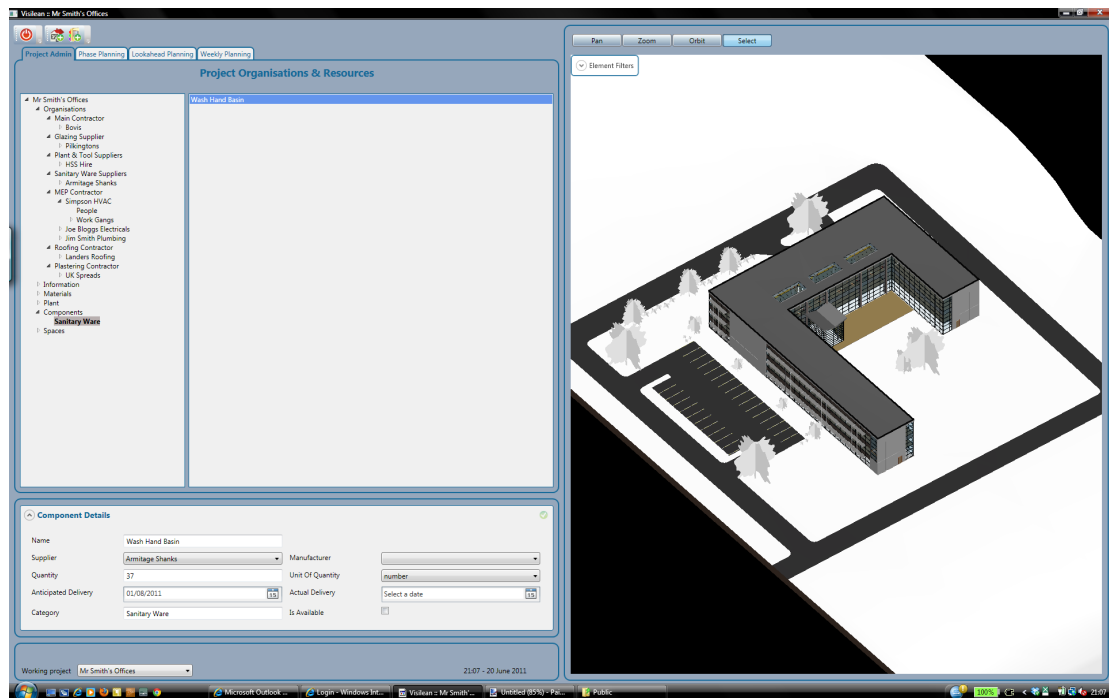 Visilean :: Mr Smith's Offices
Project Admin Phase Planning Lookahead Planning Weekly Planning
Project Organisations & Resources
Mr Smith's Offices
Organisations
Main Contractor
Bovis
Glazing Supplier
Pilkingtons
Plant & Tool Suppliers
HSS Hire
Sanitary Ware Suppliers
Armitage Shanks
MEP Contractor
Simpson HVAC
People
Work Gangs
Joe Bloggs Electricals
Jim Smith Plumbing
Roofing Contractor
Landers Roofing
Plastering Contractor
UK Spreads
Information
Materials
Plant
Components
Sanitary Ware
Spaces
Wash Hand Basin
Pan Zoom Orbit Select
Element Filters
Component Details
Name Wash Hand Basin
Supplier Armitage Shanks Manufacturer
Quantity 37 Unit Of Quantity number
Anticipated Delivery 01/08/2011 15 Actual Delivery Select a date 15
Category Sanitary Ware Is Available
Working project Mr Smith's Offices 21:07 - 20 June 2011
Microsoft Outlook ... Login - Windows Int... Visilean :: Mr Smith'... Untitled (85%) - Pai... Public 100% 21:07